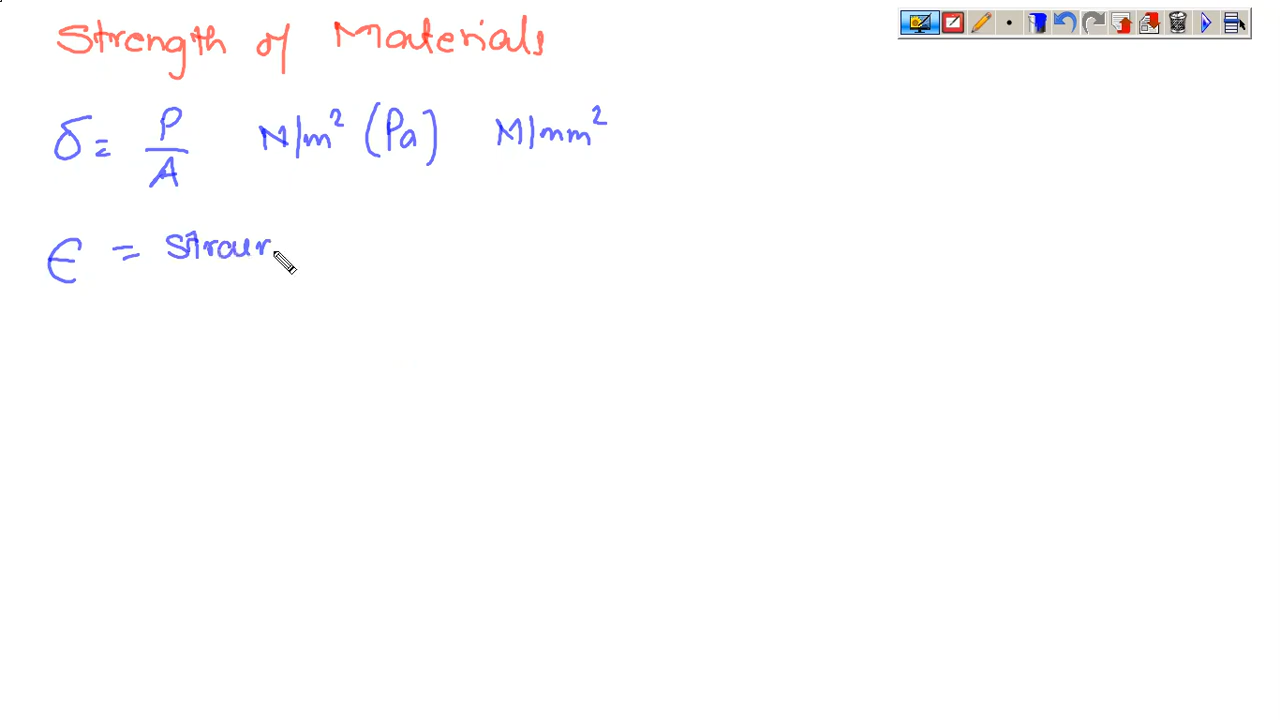 Strength of Materials
σ = P/A N/m² (Pa) M/mm²
ϵ = Strain